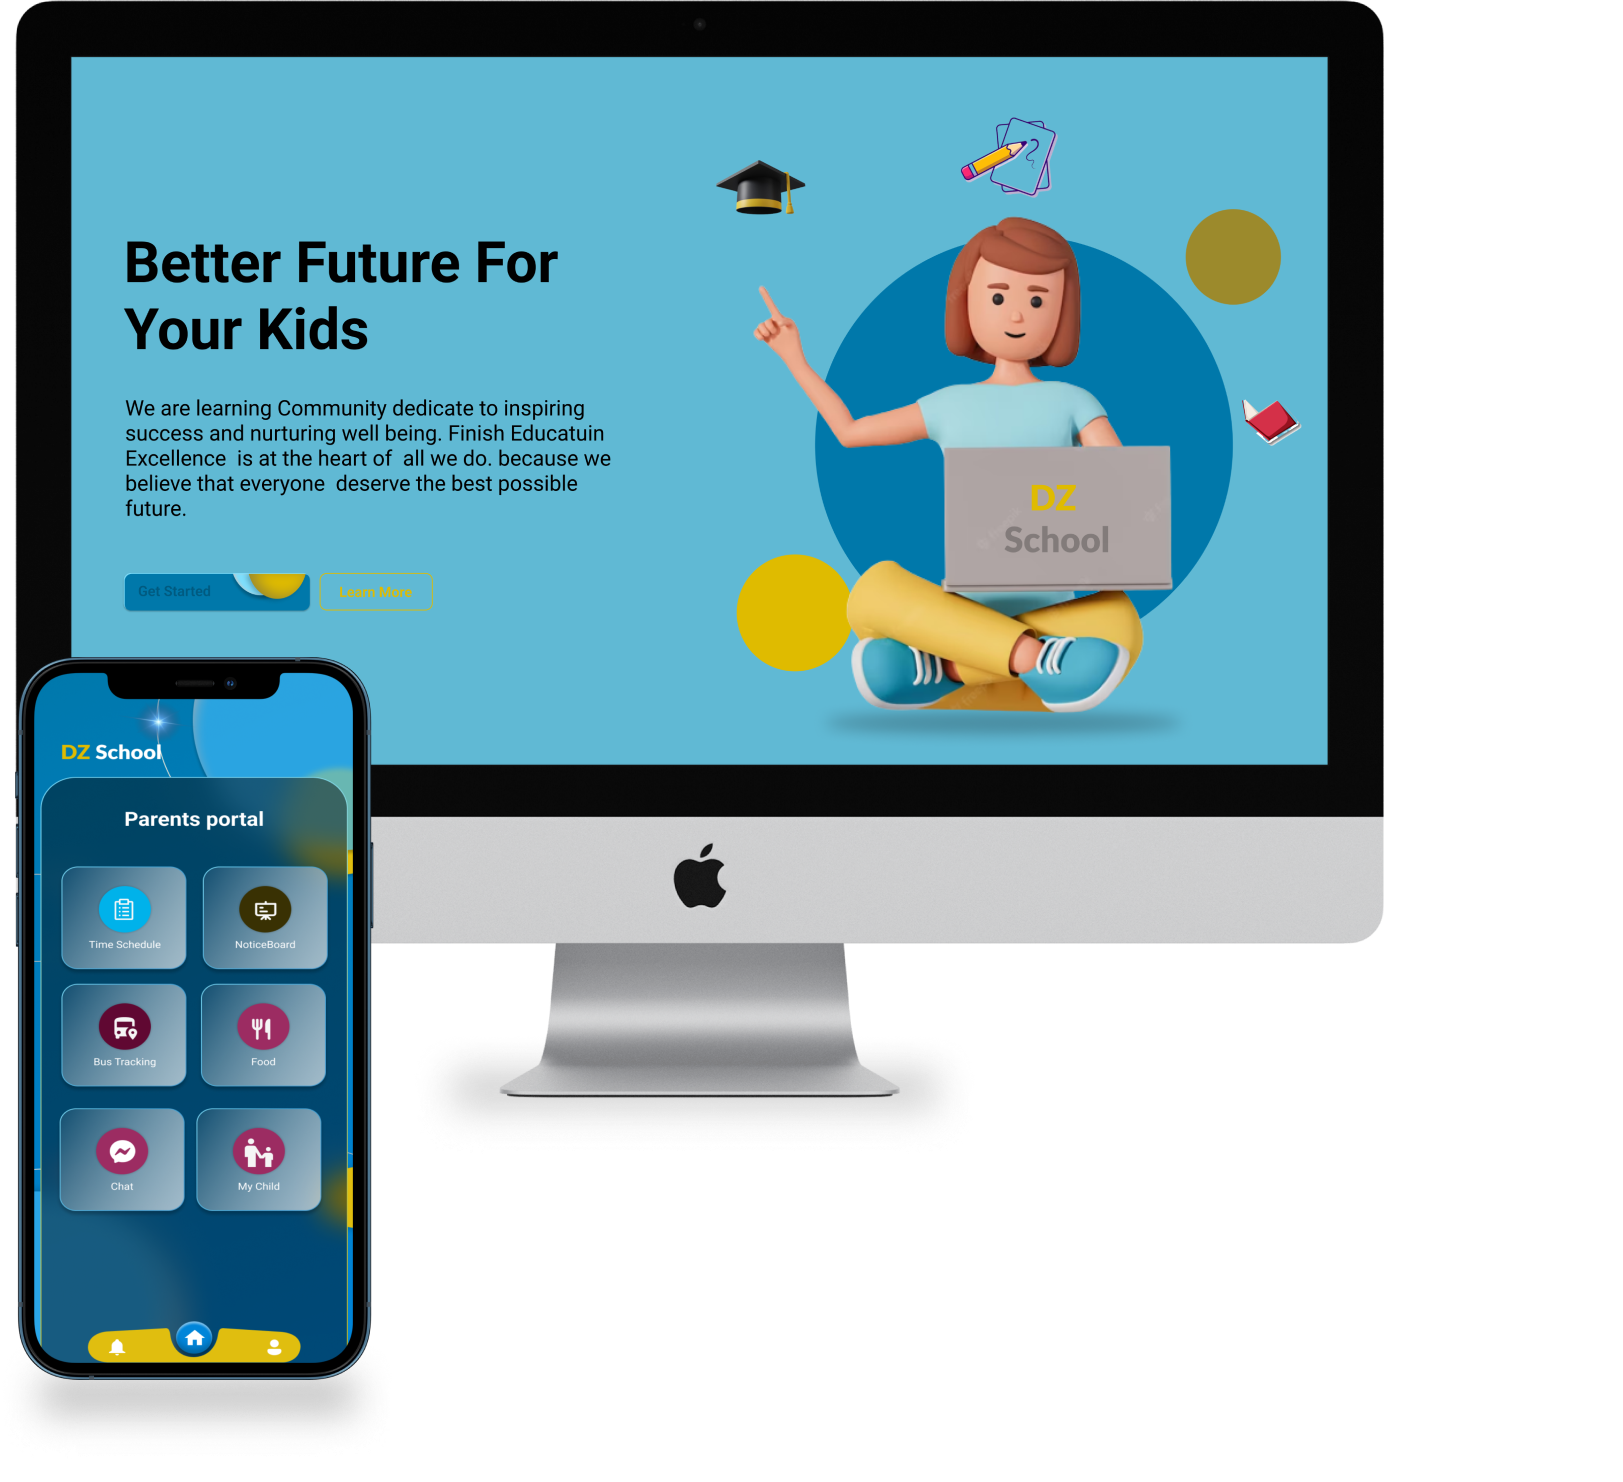 Better Future For
Your Kids
We are learning Community dedicate to inspiring
success and nurturing well being. Finish Educatuin
Excellence  is at the heart of  all we do. because we
believe that everyone  deserve the best possible
future.
Get Started
Learn More
DZ
School
DZ School
Parents portal
Time Schedule
NoticeBoard
Bus Tracking
Food
Chat
My Child